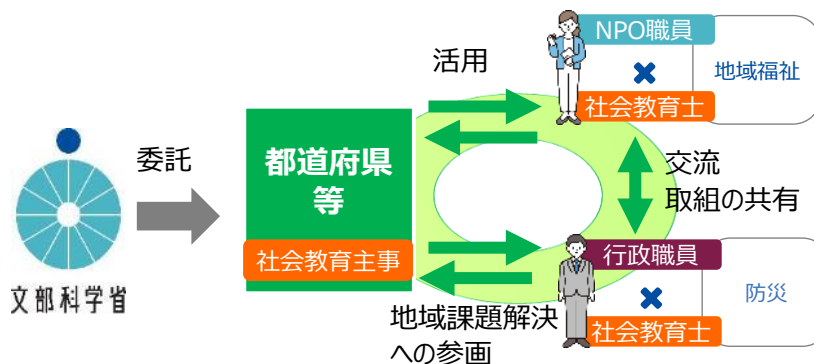 文部科学省
委託
都道府県
等
社会教育主事
活用
NPO職員
社会教育士
地域福祉
交流
取組の共有
行政職員
社会教育士
防災
地域課題解決
への参画